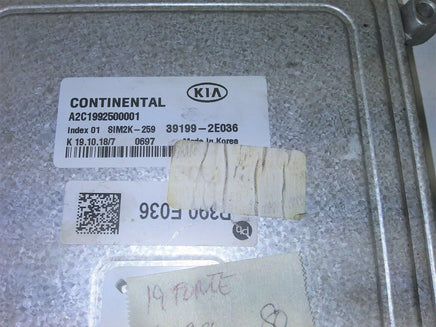 CONTINENTAL
KIA
A2C1992500001
Index 01 SIM2K-259 39199-2E036
K 19.10.18/7 0697 Made in Korea
E036
Pb
19 FORTE